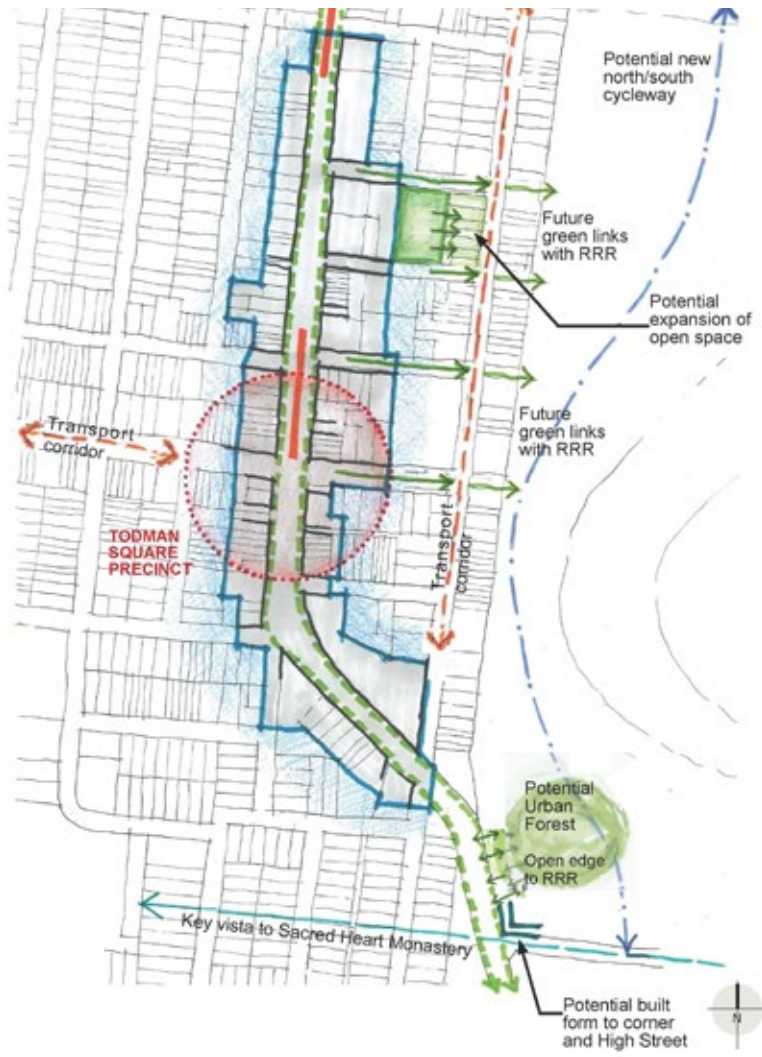 Potential new
north/south
cycleway
Future
green links
with RRR
Potential
expansion of
open space
Transport
corridor
Future
green links
with RRR
TODMAN
SQUARE
PRECINCT
Transport
corridor
Potential
Urban
Forest
Open edge
to RRR
Key vista to Sacred Heart Monastery
Potential built
form to corner
and High Street
N